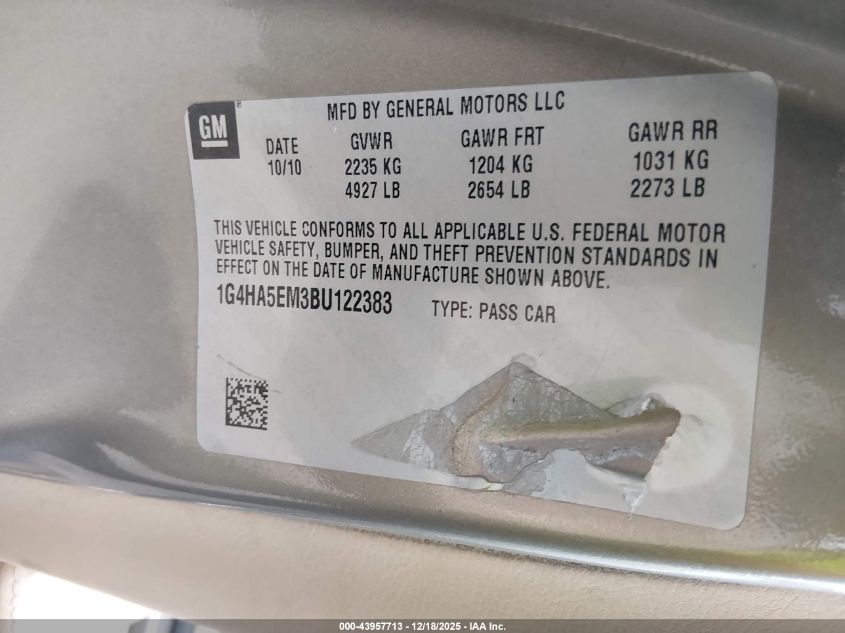 MFD BY GENERAL MOTORS LLC
GM
DATE GVWR GAWR FRT GAWR RR
10/10 2235 KG 1204 KG 1031 KG
4927 LB 2654 LB 2273 LB
THIS VEHICLE CONFORMS TO ALL APPLICABLE U.S. FEDERAL MOTOR
VEHICLE SAFETY, BUMPER, AND THEFT PREVENTION STANDARDS IN
EFFECT ON THE DATE OF MANUFACTURE SHOWN ABOVE.
1G4HA5EM3BU122383 TYPE: PASS CAR
000-43957713 - 12/18/2025 - IAA Inc.